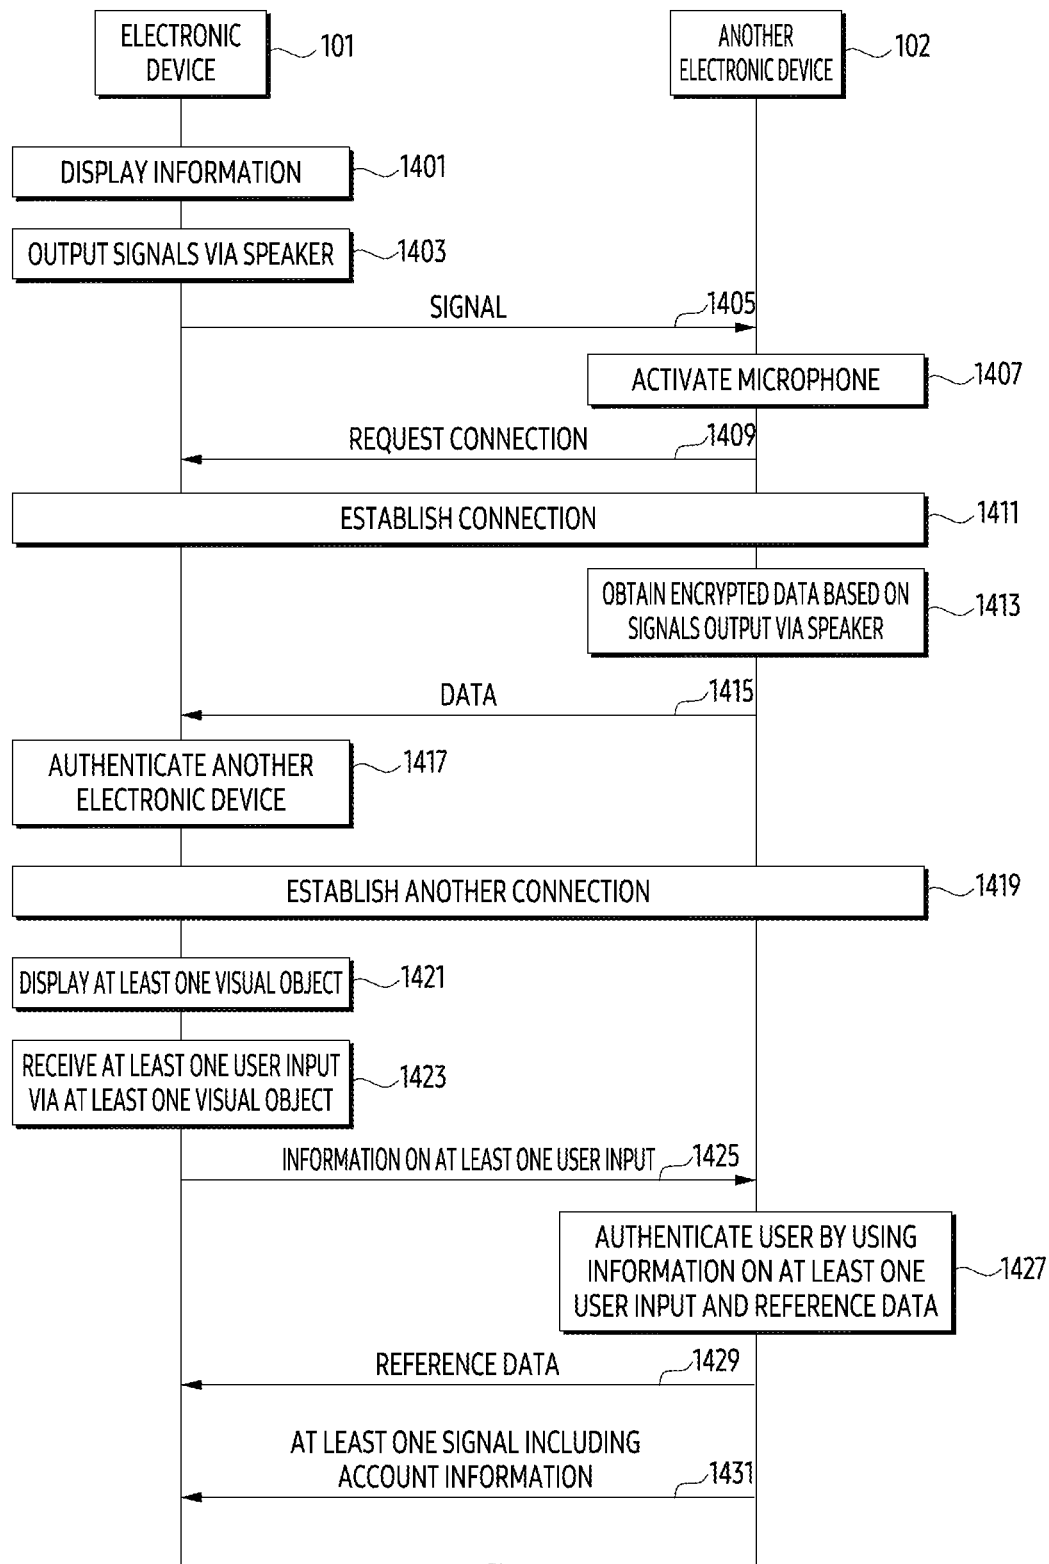 ELECTRONIC
DEVICE
101
ANOTHER
ELECTRONIC DEVICE
102
DISPLAY INFORMATION
1401
OUTPUT SIGNALS VIA SPEAKER
1403
SIGNAL
1405
ACTIVATE MICROPHONE
1407
REQUEST CONNECTION
1409
ESTABLISH CONNECTION
1411
OBTAIN ENCRYPTED DATA BASED ON
SIGNALS OUTPUT VIA SPEAKER
1413
DATA
1415
AUTHENTICATE ANOTHER
ELECTRONIC DEVICE
1417
ESTABLISH ANOTHER CONNECTION
1419
DISPLAY AT LEAST ONE VISUAL OBJECT
1421
RECEIVE AT LEAST ONE USER INPUT
VIA AT LEAST ONE VISUAL OBJECT
1423
INFORMATION ON AT LEAST ONE USER INPUT
1425
AUTHENTICATE USER BY USING
INFORMATION ON AT LEAST ONE
USER INPUT AND REFERENCE DATA
1427
REFERENCE DATA
1429
AT LEAST ONE SIGNAL INCLUDING
ACCOUNT INFORMATION
1431